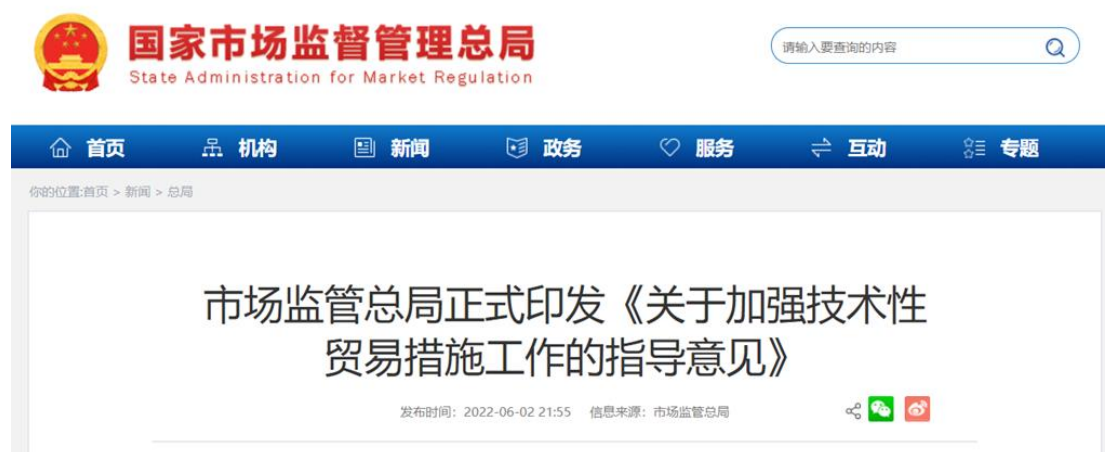 国家市场监督管理总局
State Administration for Market Regulation
请输入要查询的内容
首页 机构 新闻 政务 服务 互动 专题
你的位置:首页 > 新闻 > 总局
市场监管总局正式印发《关于加强技术性
贸易措施工作的指导意见》
发布时间：2022-06-02 21:55 信息来源：市场监管总局